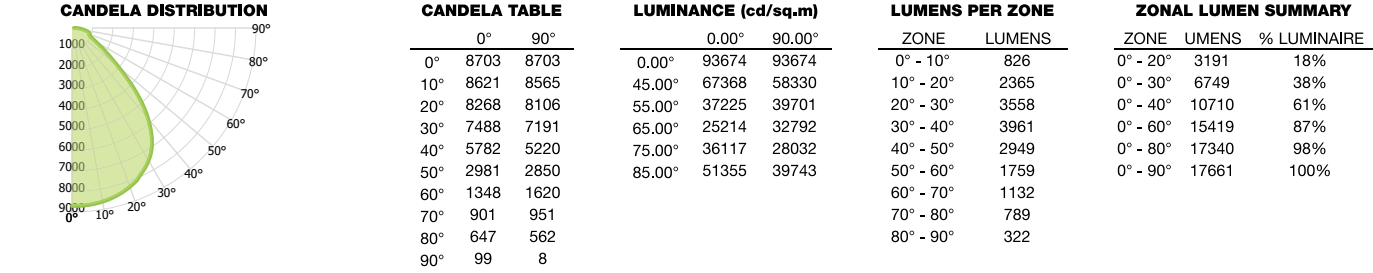 CANDELA DISTRIBUTION
90°
80°
70°
60°
50°
40°
30°
20°
10°
0°
1000
2000
3000
4000
5000
6000
7000
8000
9000
CANDELA TABLE
0° 90°
0° 8703 8703
10° 8621 8565
20° 8268 8106
30° 7488 7191
40° 5782 5220
50° 2981 2850
60° 1348 1620
70° 901 951
80° 647 562
90° 99 8
LUMINANCE (cd/sq.m)
0.00° 90.00°
0.00° 93674 93674
45.00° 67368 58330
55.00° 37225 39701
65.00° 25214 32792
75.00° 36117 28032
85.00° 51355 39743
LUMENS PER ZONE
ZONE LUMENS
0° - 10° 826
10° - 20° 2365
20° - 30° 3558
30° - 40° 3961
40° - 50° 2949
50° - 60° 1759
60° - 70° 1132
70° - 80° 789
80° - 90° 322
ZONAL LUMEN SUMMARY
ZONE UMENS % LUMINAIRE
0° - 20° 3191 18%
0° - 30° 6749 38%
0° - 40° 10710 61%
0° - 60° 15419 87%
0° - 80° 17340 98%
0° - 90° 17661 100%